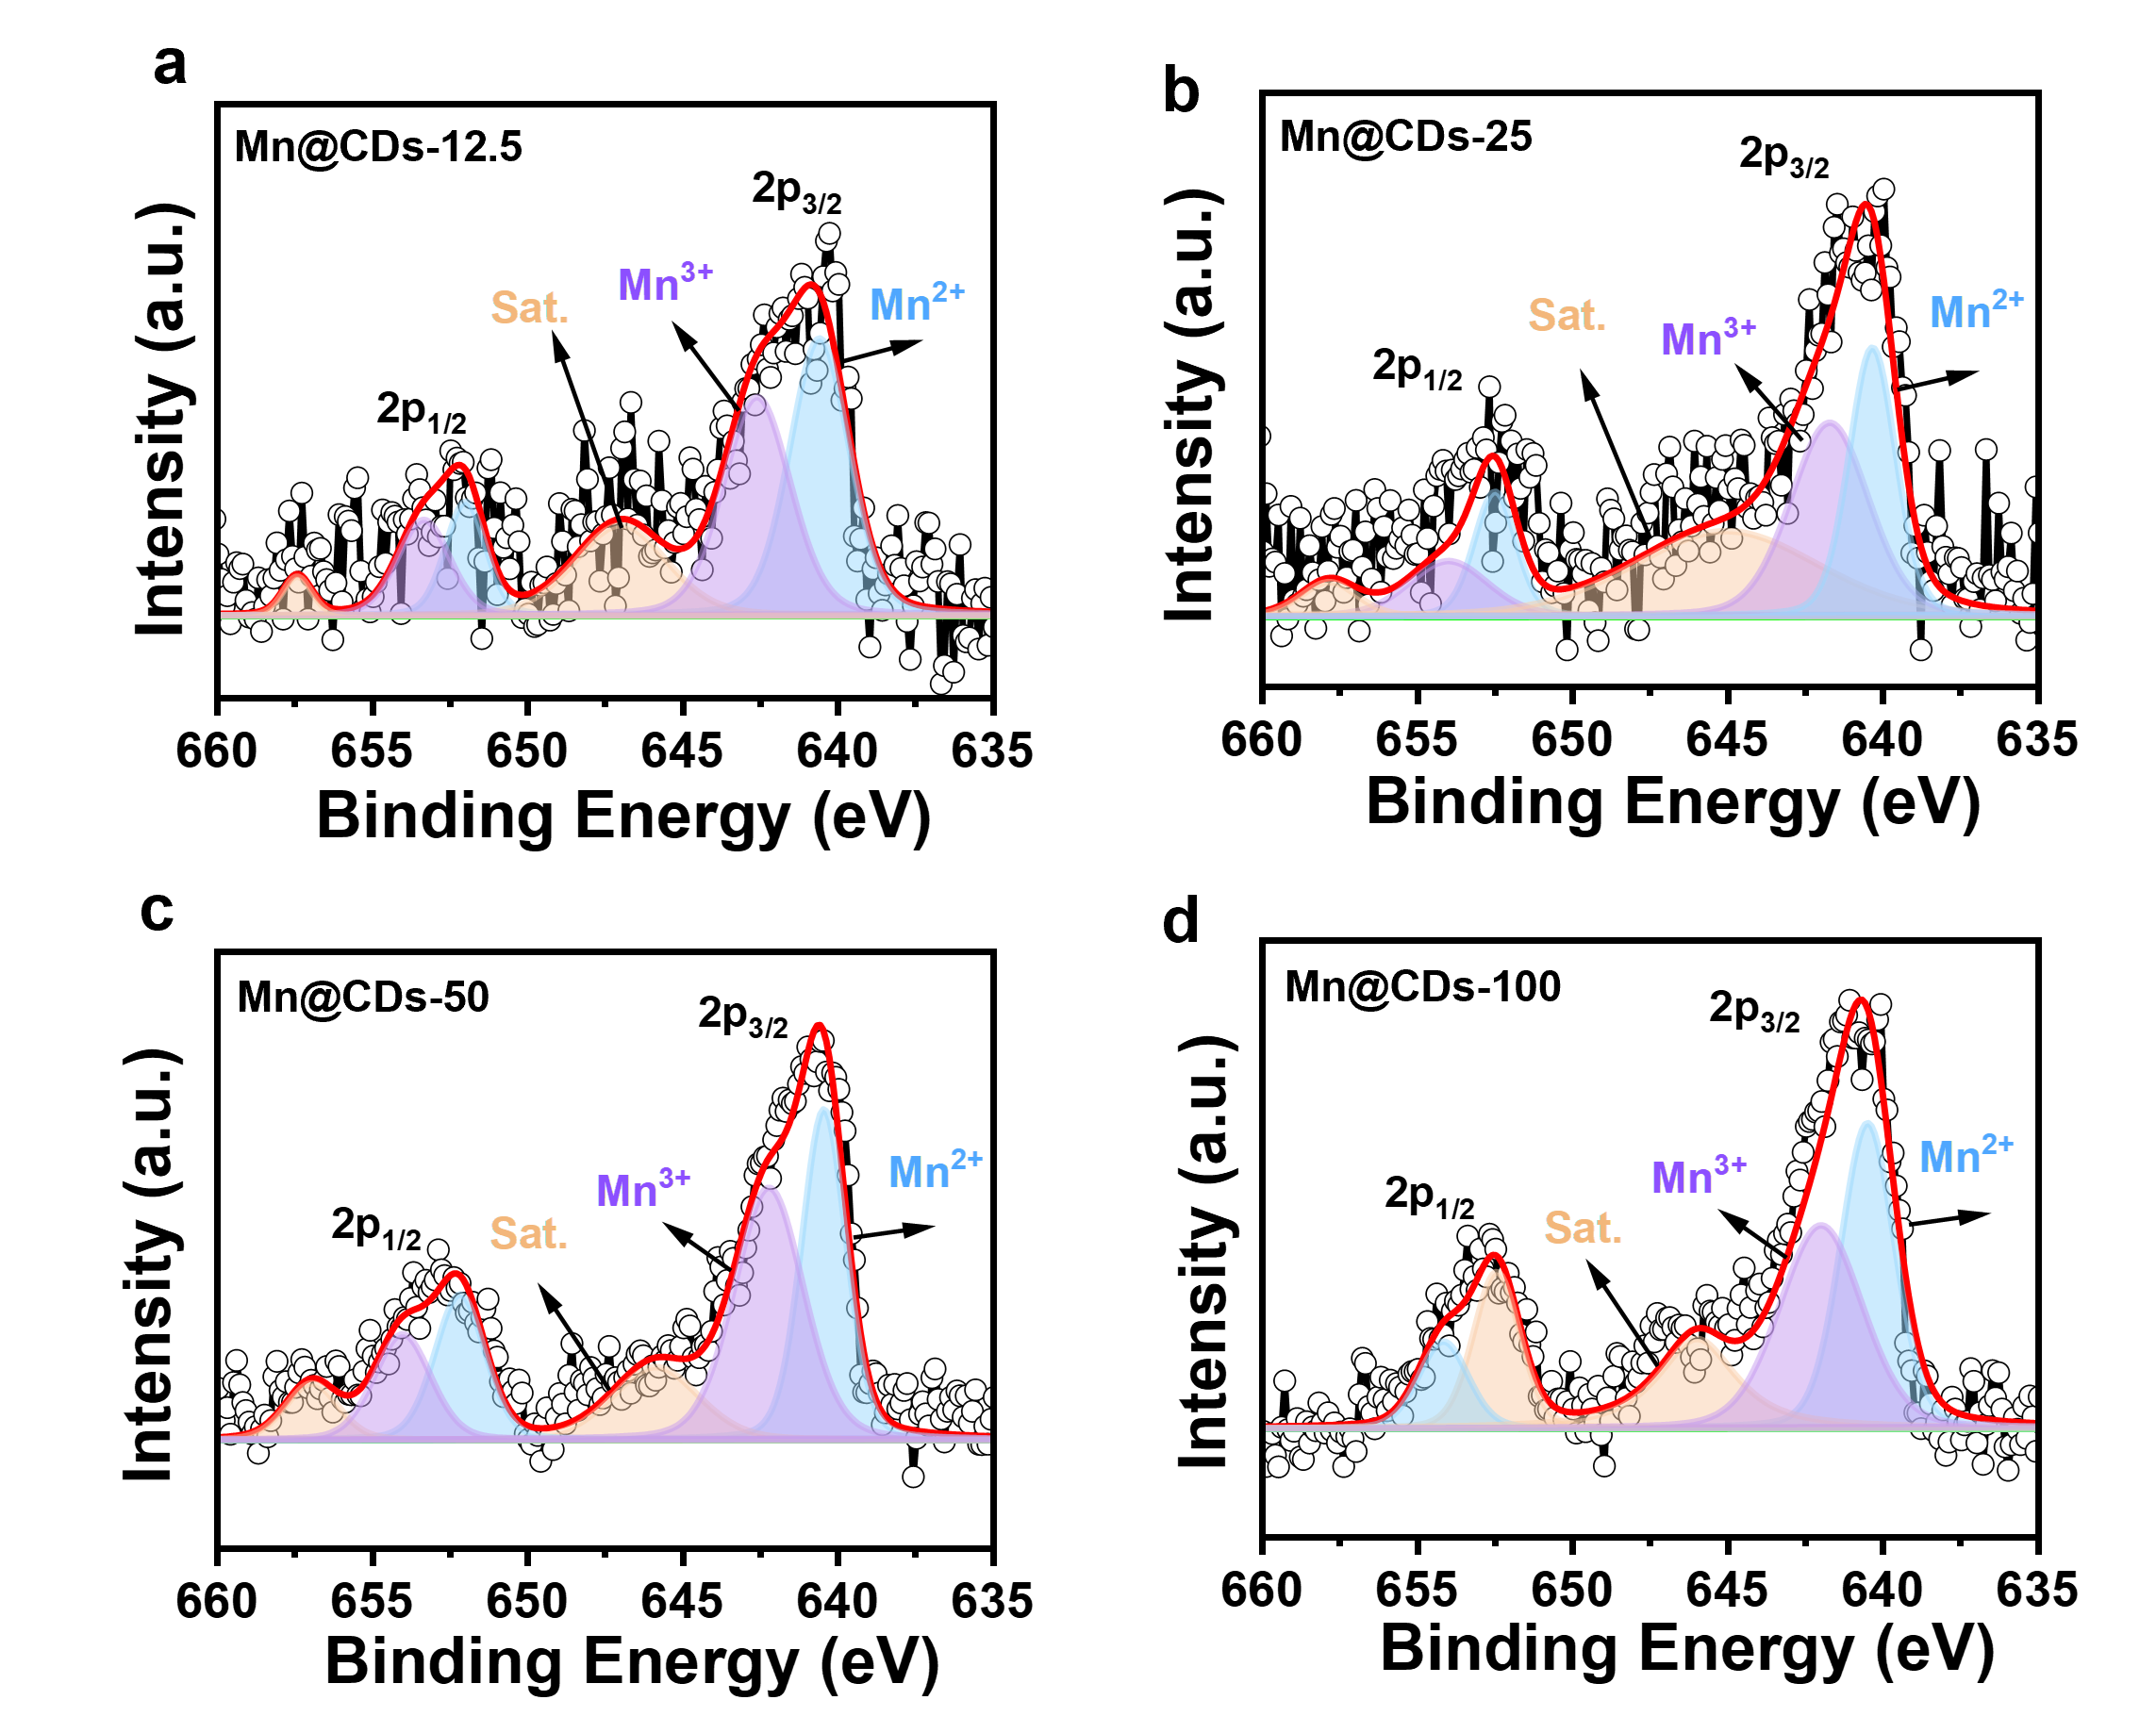 a
Mn@CDs-12.5
2p3/2
Mn3+
Sat.
Mn2+
2p1/2
Intensity (a.u.)
660 655 650 645 640 635
Binding Energy (eV)
b
Mn@CDs-25
2p3/2
Sat.
Mn3+
Mn2+
2p1/2
Intensity (a.u.)
660 655 650 645 640 635
Binding Energy (eV)
c
Mn@CDs-50
2p3/2
Mn3+
Mn2+
2p1/2
Sat.
Intensity (a.u.)
660 655 650 645 640 635
Binding Energy (eV)
d
Mn@CDs-100
2p3/2
Mn3+
Mn2+
2p1/2
Sat.
Intensity (a.u.)
660 655 650 645 640 635
Binding Energy (eV)